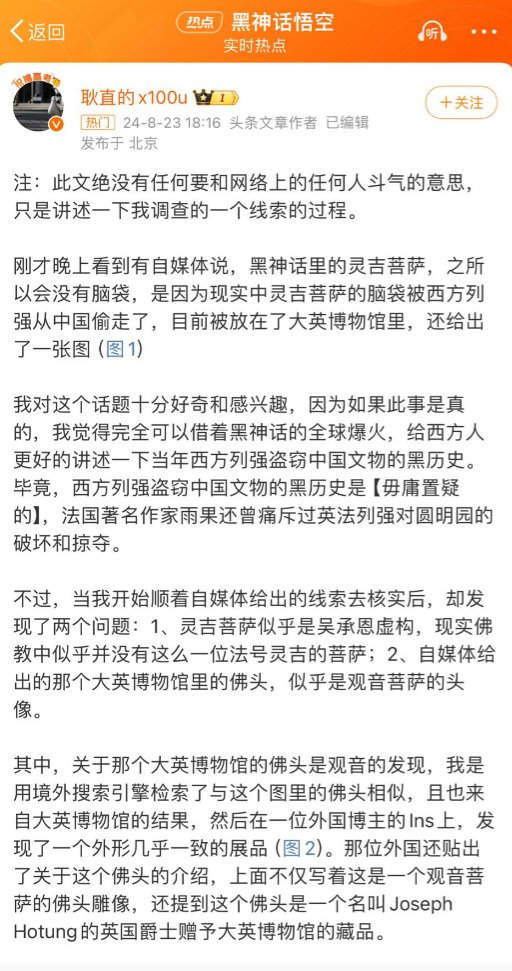 返回
热点 黑神话悟空
实时热点
听
耿直的x100u
1
+关注
热门 24-8-23 18:16 头条文章作者 已编辑
发布于 北京
注：此文绝没有任何要和网络上的任何人斗气的意思，
只是讲述一下我调查的一个线索的过程。
刚才晚上看到有自媒体说，黑神话里的灵吉菩萨，之所
以会没有脑袋，是因为现实中灵吉菩萨的脑袋被西方列
强从中国偷走了，目前被放在了大英博物馆里，还给出
了一张图（图1）
我对这个话题十分好奇和感兴趣，因为如果此事是真
的，我觉得完全可以借着黑神话的全球爆火，给西方人
更好的讲述一下当年西方列强盗窃中国文物的黑历史。
毕竟，西方列强盗窃中国文物的黑历史是【毋庸置疑
的】，法国著名作家雨果还曾痛斥过英法列强对圆明园的
破坏和掠夺。
不过，当我开始顺着自媒体给出的线索去核实后，却发
现了两个问题：1、灵吉菩萨似乎是吴承恩虚构，现实佛
教中似乎并没有这么一位法号灵吉的菩萨；2、自媒体给
出的那个大英博物馆里的佛头，似乎是观音菩萨的头
像。
其中，关于那个大英博物馆的佛头是观音的发现，我是
用境外搜索引擎检索了与这个图里的佛头相似，且也来
自大英博物馆的结果，然后在一位外国博主的Ins上，发
现了一个外形几乎一致的展品（图2）。那位外国还贴出
了关于这个佛头的介绍，上面不仅写着这是一个观音菩
萨的佛头雕像，还提到这个佛头是一个名叫Joseph
Hotung的英国爵士赠予大英博物馆的藏品。